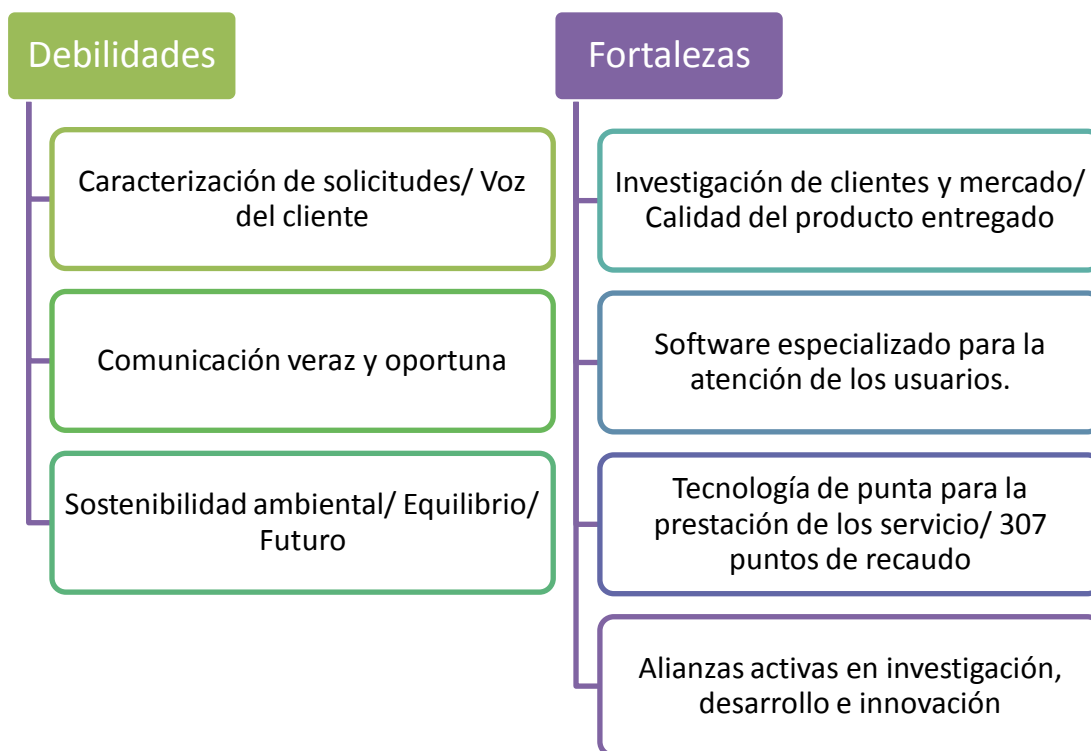 Debilidades
Caracterización de solicitudes/ Voz
del cliente
Comunicación veraz y oportuna
Sostenibilidad ambiental/ Equilibrio/
Futuro
Fortalezas
Investigación de clientes y mercado/
Calidad del producto entregado
Software especializado para la
atención de los usuarios.
Tecnología de punta para la
prestación de los servicio/ 307
puntos de recaudo
Alianzas activas en investigación,
desarrollo e innovación